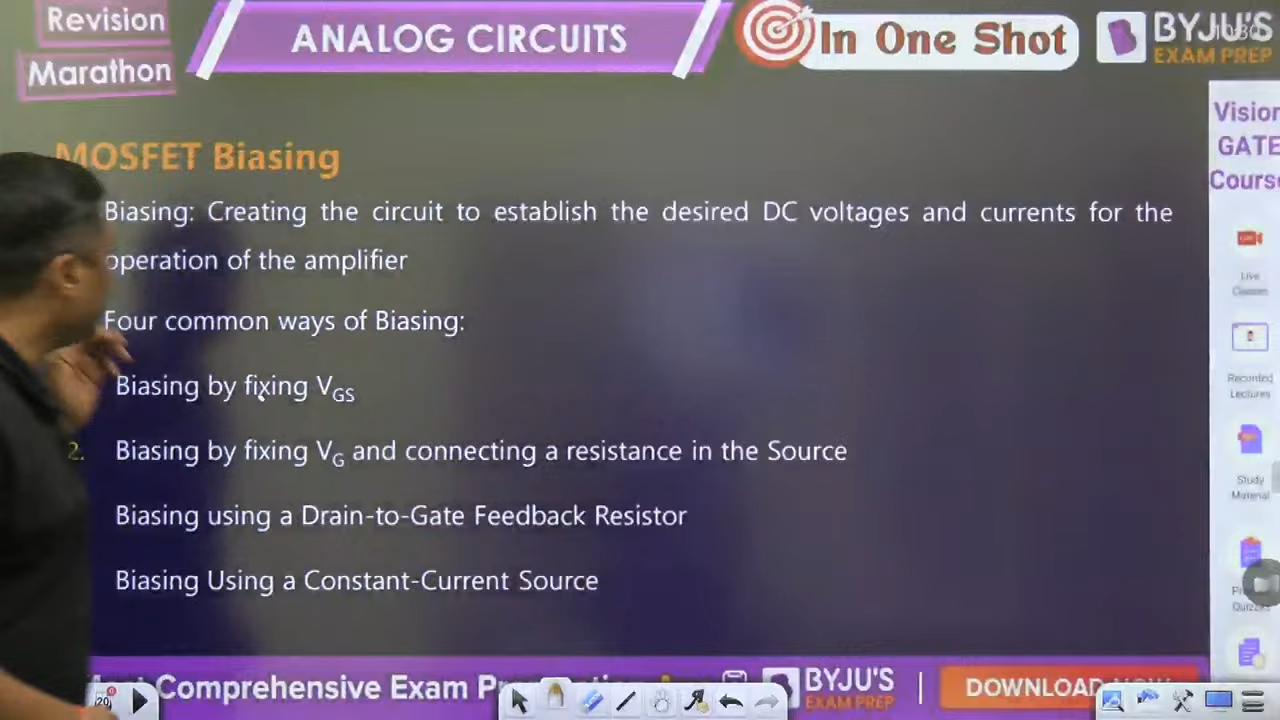 Revision
Marathon
ANALOG CIRCUITS
In One Shot
BYJU'S
EXAM PREP
Vision
GATE
Course
MOSFET Biasing
Biasing: Creating the circuit to establish the desired DC voltages and currents for the
operation of the amplifier
Four common ways of Biasing:
Biasing by fixing VGS
2. Biasing by fixing VG and connecting a resistance in the Source
Biasing using a Drain-to-Gate Feedback Resistor
Biasing Using a Constant-Current Source
Live
Classes
Recorded
Lectures
Study
Material
Quizzes
Comprehensive Exam
BYJU'S
EXAM PREP
DOWNLOAD NOW